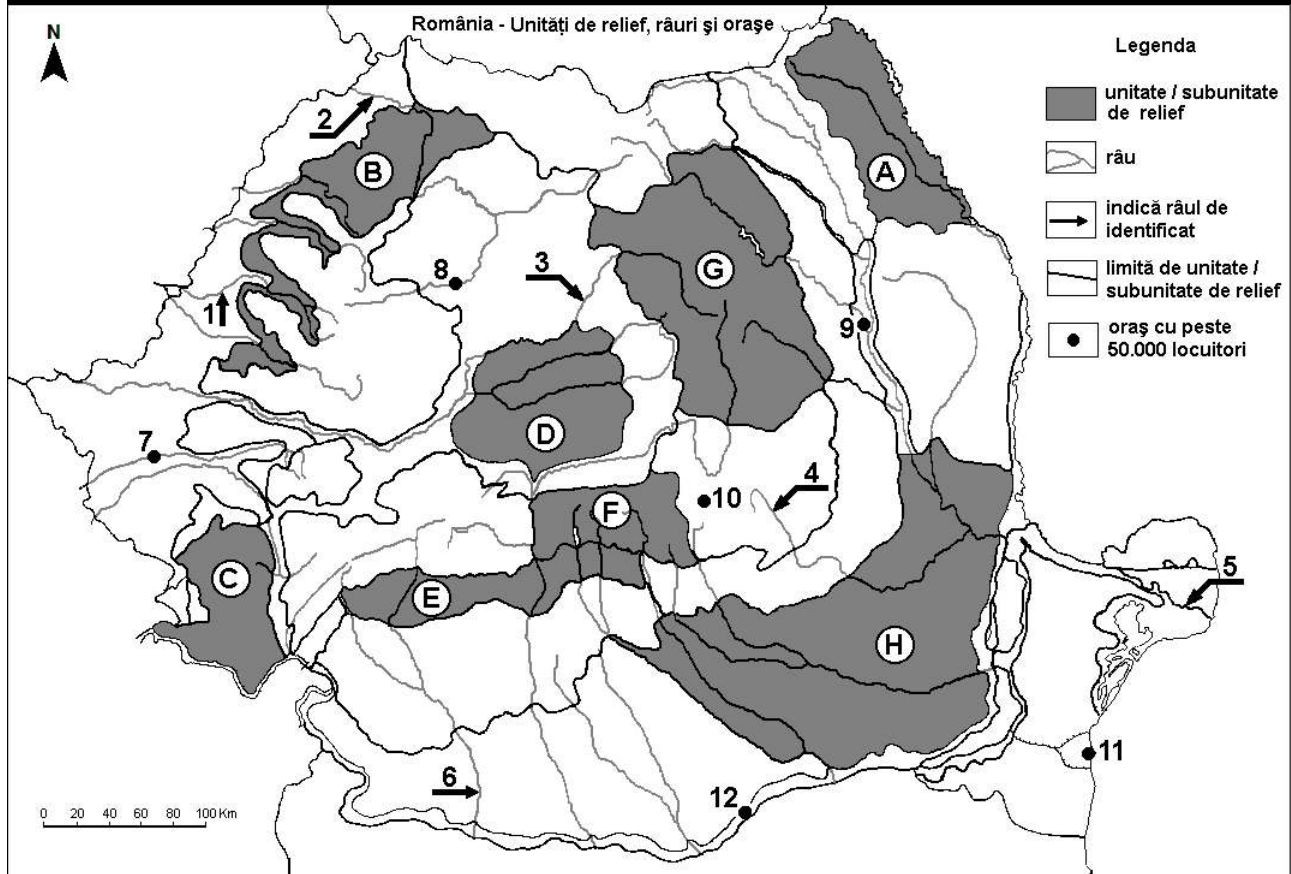 România - Unități de relief, râuri și orașe
N
Legenda
unitate / subunitate
de relief
râu
indică râul de
identificat
limită de unitate /
subunitate de relief
oraș cu peste
50.000 locuitori
2
B
A
G
8
3
1
9
D
7
4
10
F
C
E
5
H
11
6
12
0 20 40 60 80 100 Km